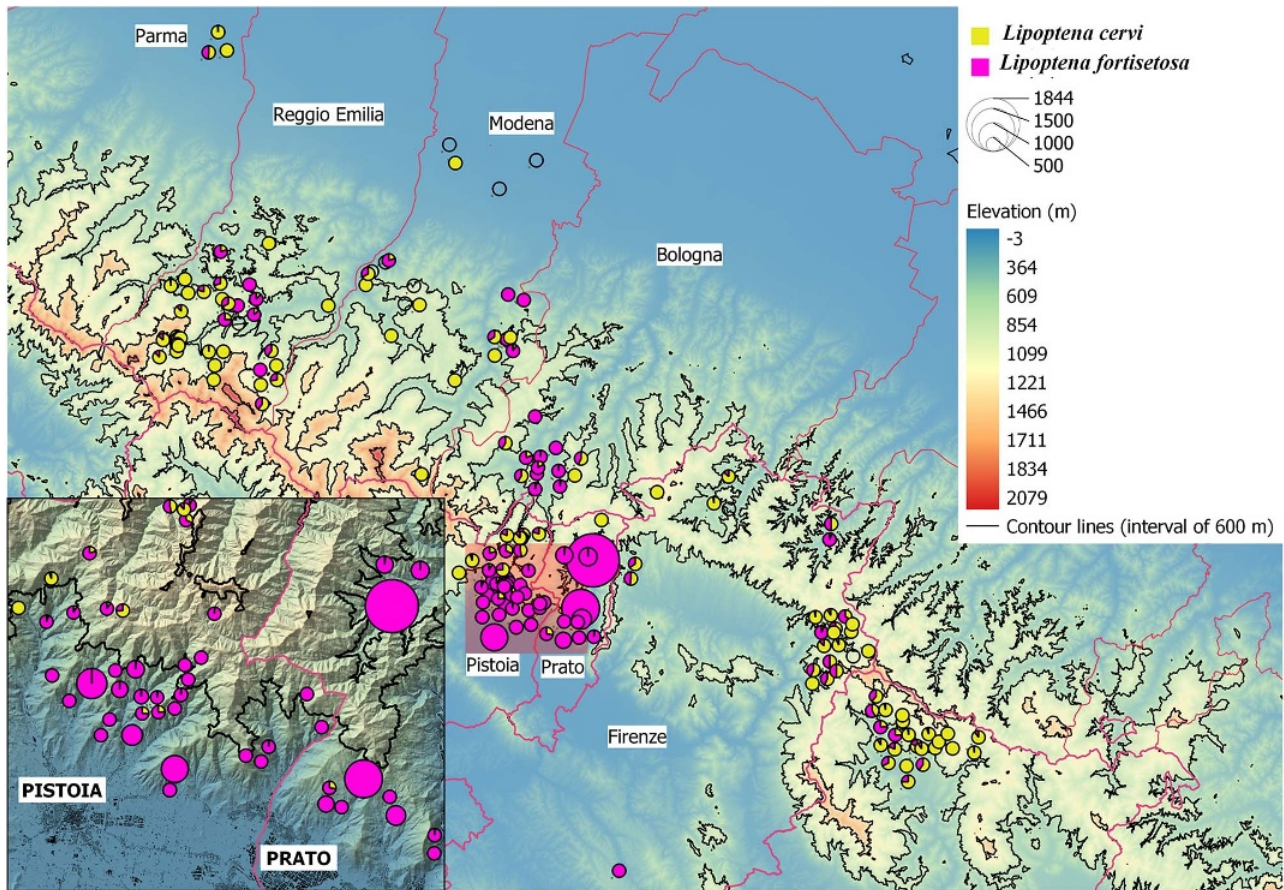 Parma
Reggio Emilia
Modena
Bologna
Pistoia
Prato
Firenze
PISTOIA
PRATO
Lipoptena cervi
Lipoptena fortisetosa
1844
1500
1000
500
Elevation (m)
-3
364
609
854
1099
1221
1466
1711
1834
2079
Contour lines (interval of 600 m)